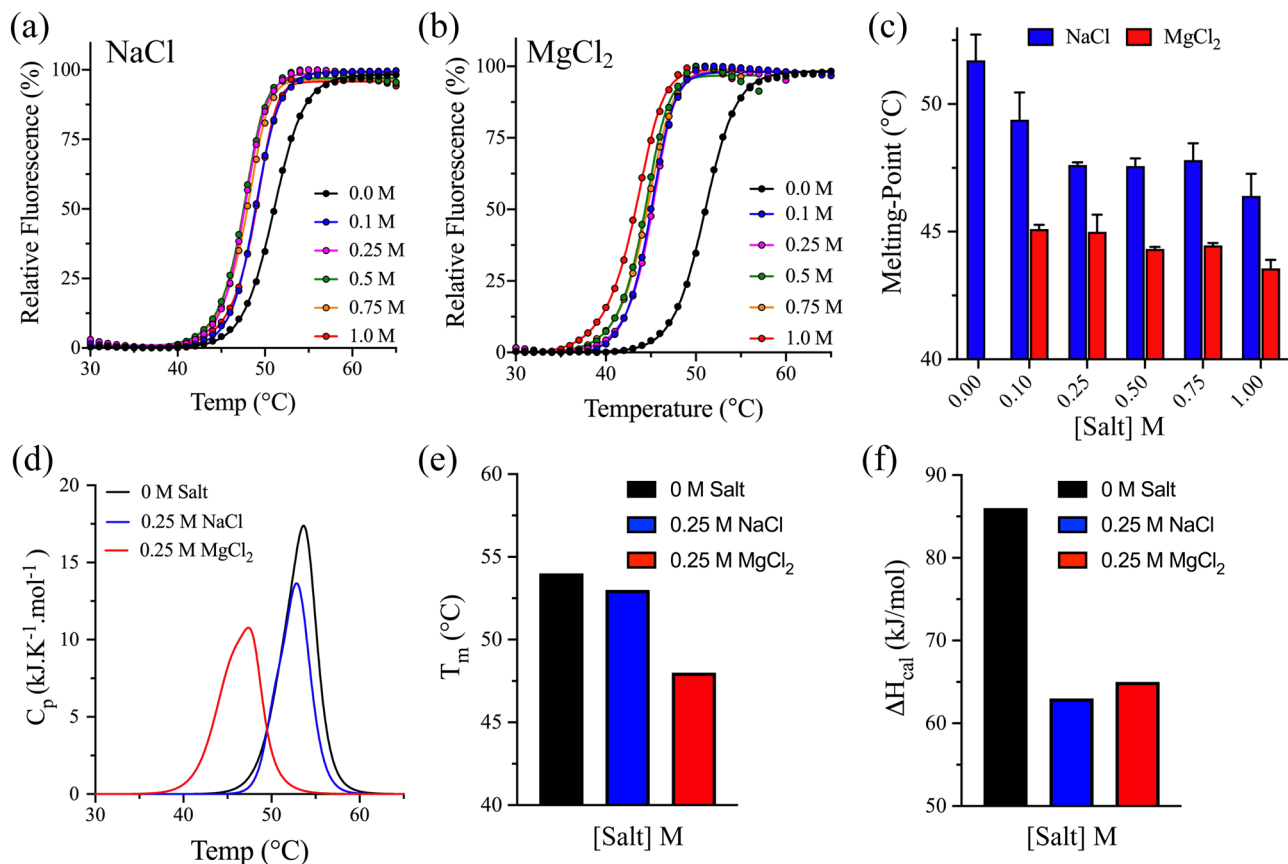 (a)
NaCl
Relative Fluorescence (%)
100
75
50
25
0
30
40
50
60
Temp (°C)
0.0 M
0.1 M
0.25 M
0.5 M
0.75 M
1.0 M
(b)
MgCl₂
Relative Fluorescence (%)
100
75
50
25
0
30
40
50
60
Temperature (°C)
0.0 M
0.1 M
0.25 M
0.5 M
0.75 M
1.0 M
(c)
NaCl
MgCl₂
Melting-Point (°C)
50
45
40
0.00
0.10
0.25
0.50
0.75
1.00
[Salt] M
(d)
0 M Salt
0.25 M NaCl
0.25 M MgCl₂
Cₚ (kJ.K⁻¹.mol⁻¹)
20
15
10
5
0
30
40
50
60
Temp (°C)
(e)
0 M Salt
0.25 M NaCl
0.25 M MgCl₂
Tₘ (°C)
60
55
50
45
40
[Salt] M
(f)
0 M Salt
0.25 M NaCl
0.25 M MgCl₂
ΔH_cal (kJ/mol)
90
80
70
60
50
[Salt] M